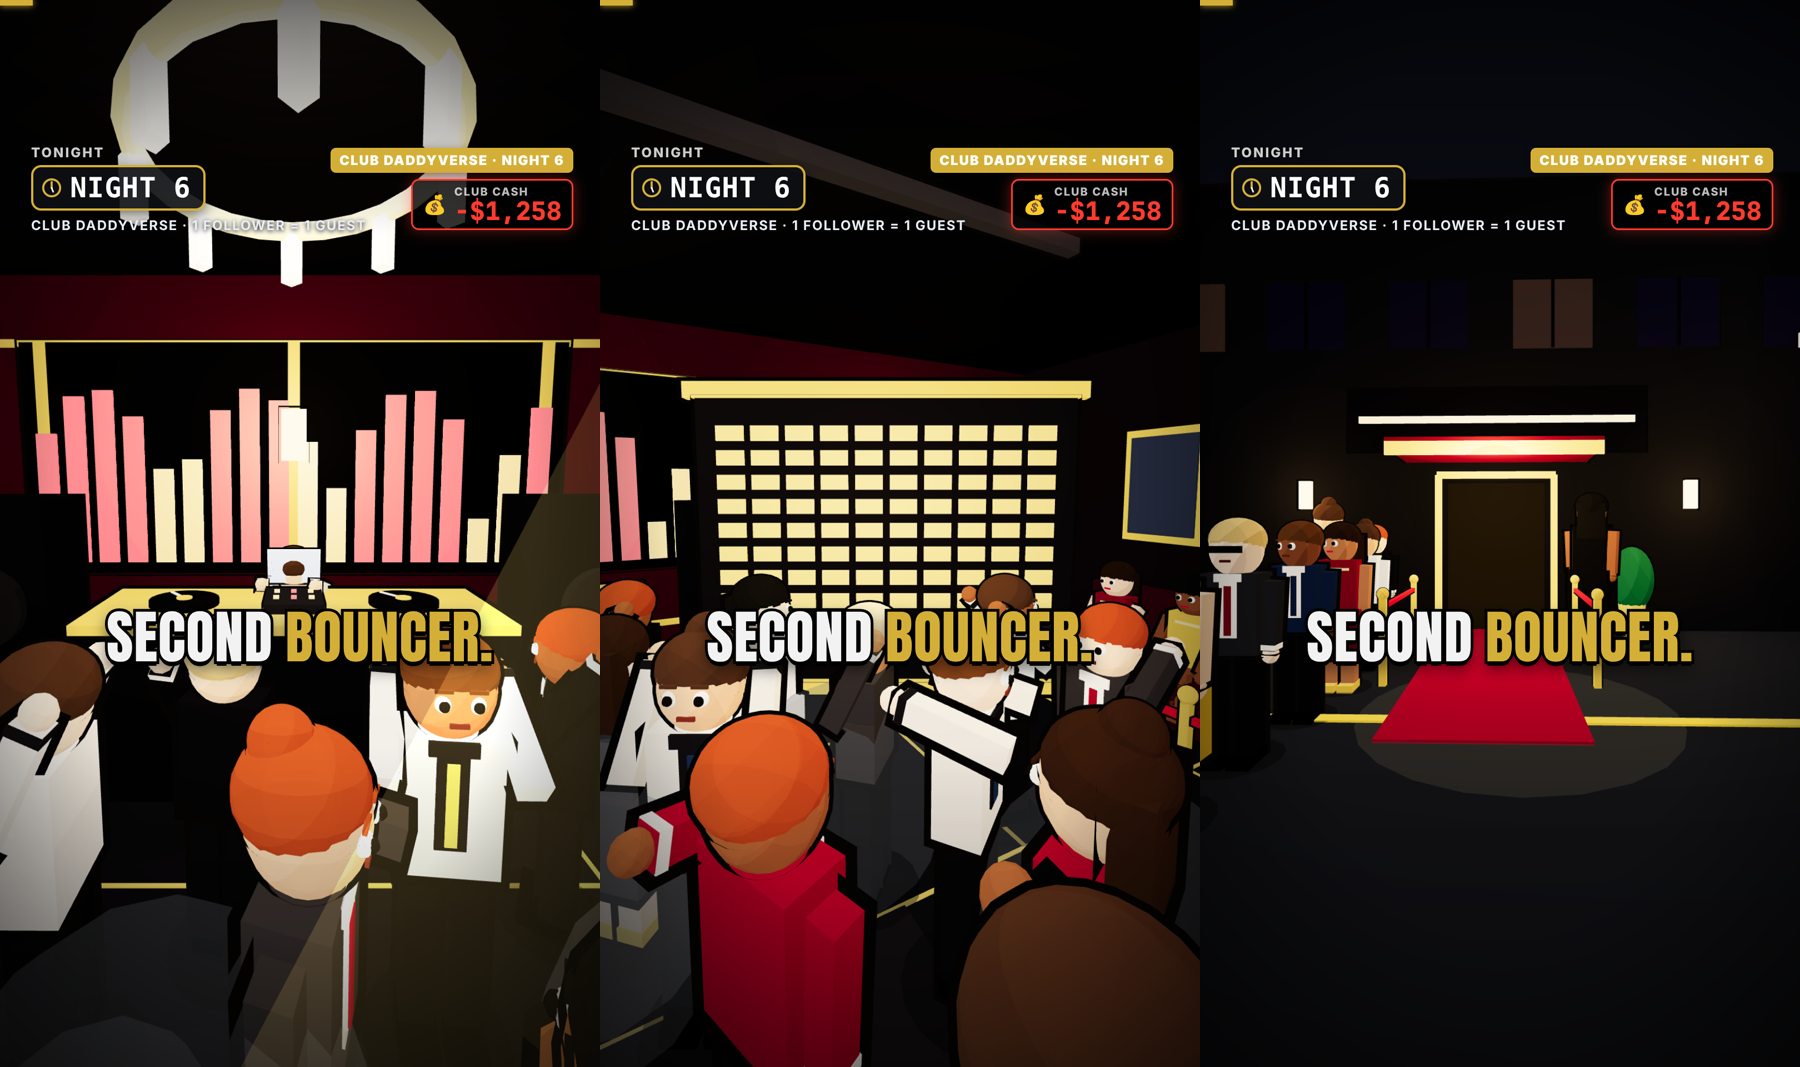 TONIGHT
CLUB DADDYVERSE · NIGHT 6
NIGHT 6
CLUB CASH
-$1,258
CLUB DADDYVERSE · 1 FOLLOWER = 1 GUEST
SECOND BOUNCER.
TONIGHT
CLUB DADDYVERSE · NIGHT 6
NIGHT 6
CLUB CASH
-$1,258
CLUB DADDYVERSE · 1 FOLLOWER = 1 GUEST
SECOND BOUNCER.
TONIGHT
CLUB DADDYVERSE · NIGHT 6
NIGHT 6
CLUB CASH
-$1,258
CLUB DADDYVERSE · 1 FOLLOWER = 1 GUEST
SECOND BOUNCER.